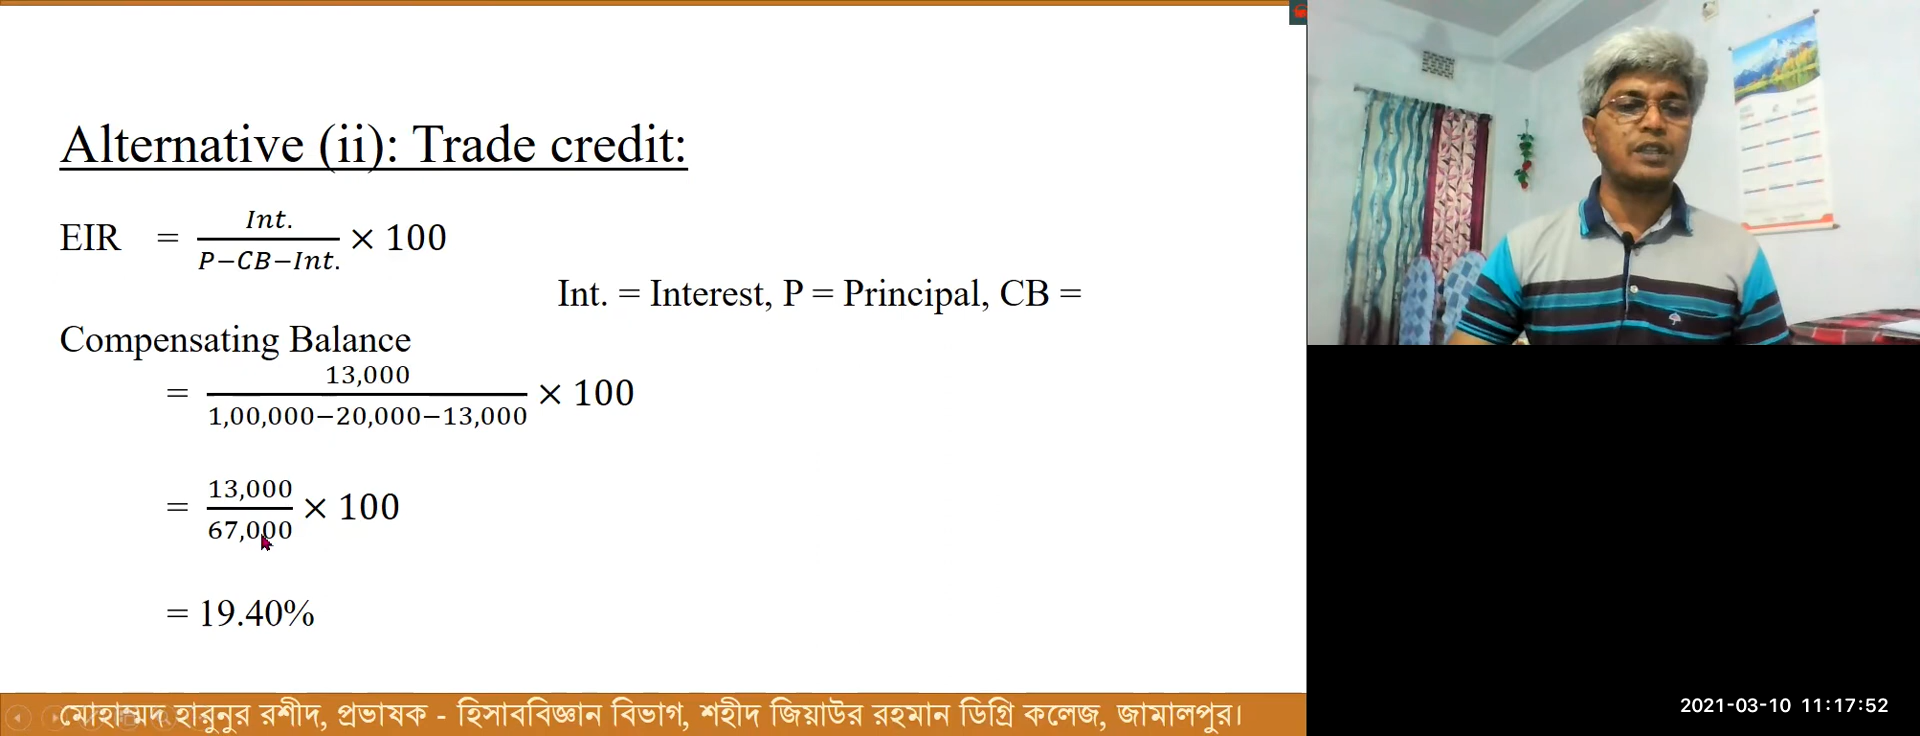 Alternative (ii): Trade credit:
EIR = Int. / P−CB−Int. × 100
Int. = Interest, P = Principal, CB =
Compensating Balance
= 13,000 / 1,00,000−20,000−13,000 × 100
= 13,000 / 67,000 × 100
= 19.40%
মোহাম্মদ হারুনুর রশীদ, প্রভাষক - হিসাববিজ্ঞান বিভাগ, শহীদ জিয়াউর রহমান ডিগ্রি কলেজ, জামালপুর।
2021-03-10 11:17:52